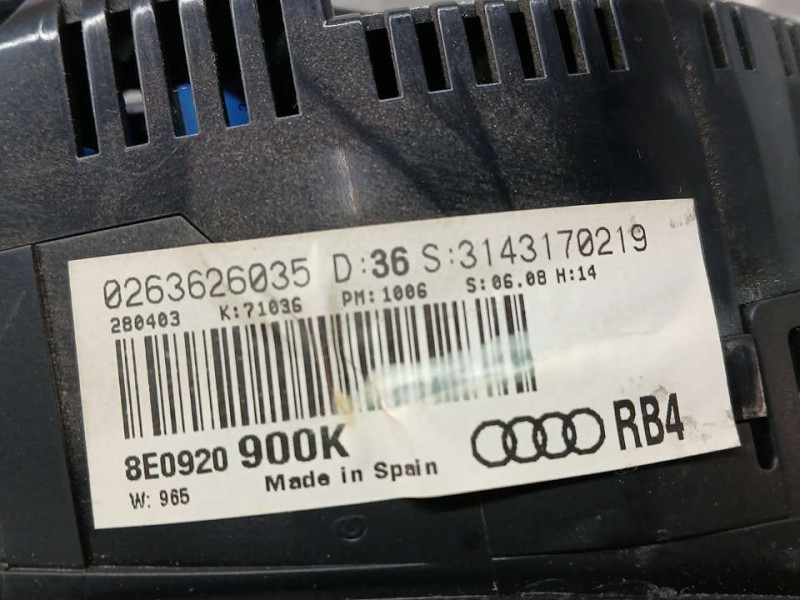 0263626035 D:36 S:3143170219
280403 K:71036 PM:1006 S:06.08 H:14
8E0920 900K RB4
Made in Spain
W: 965